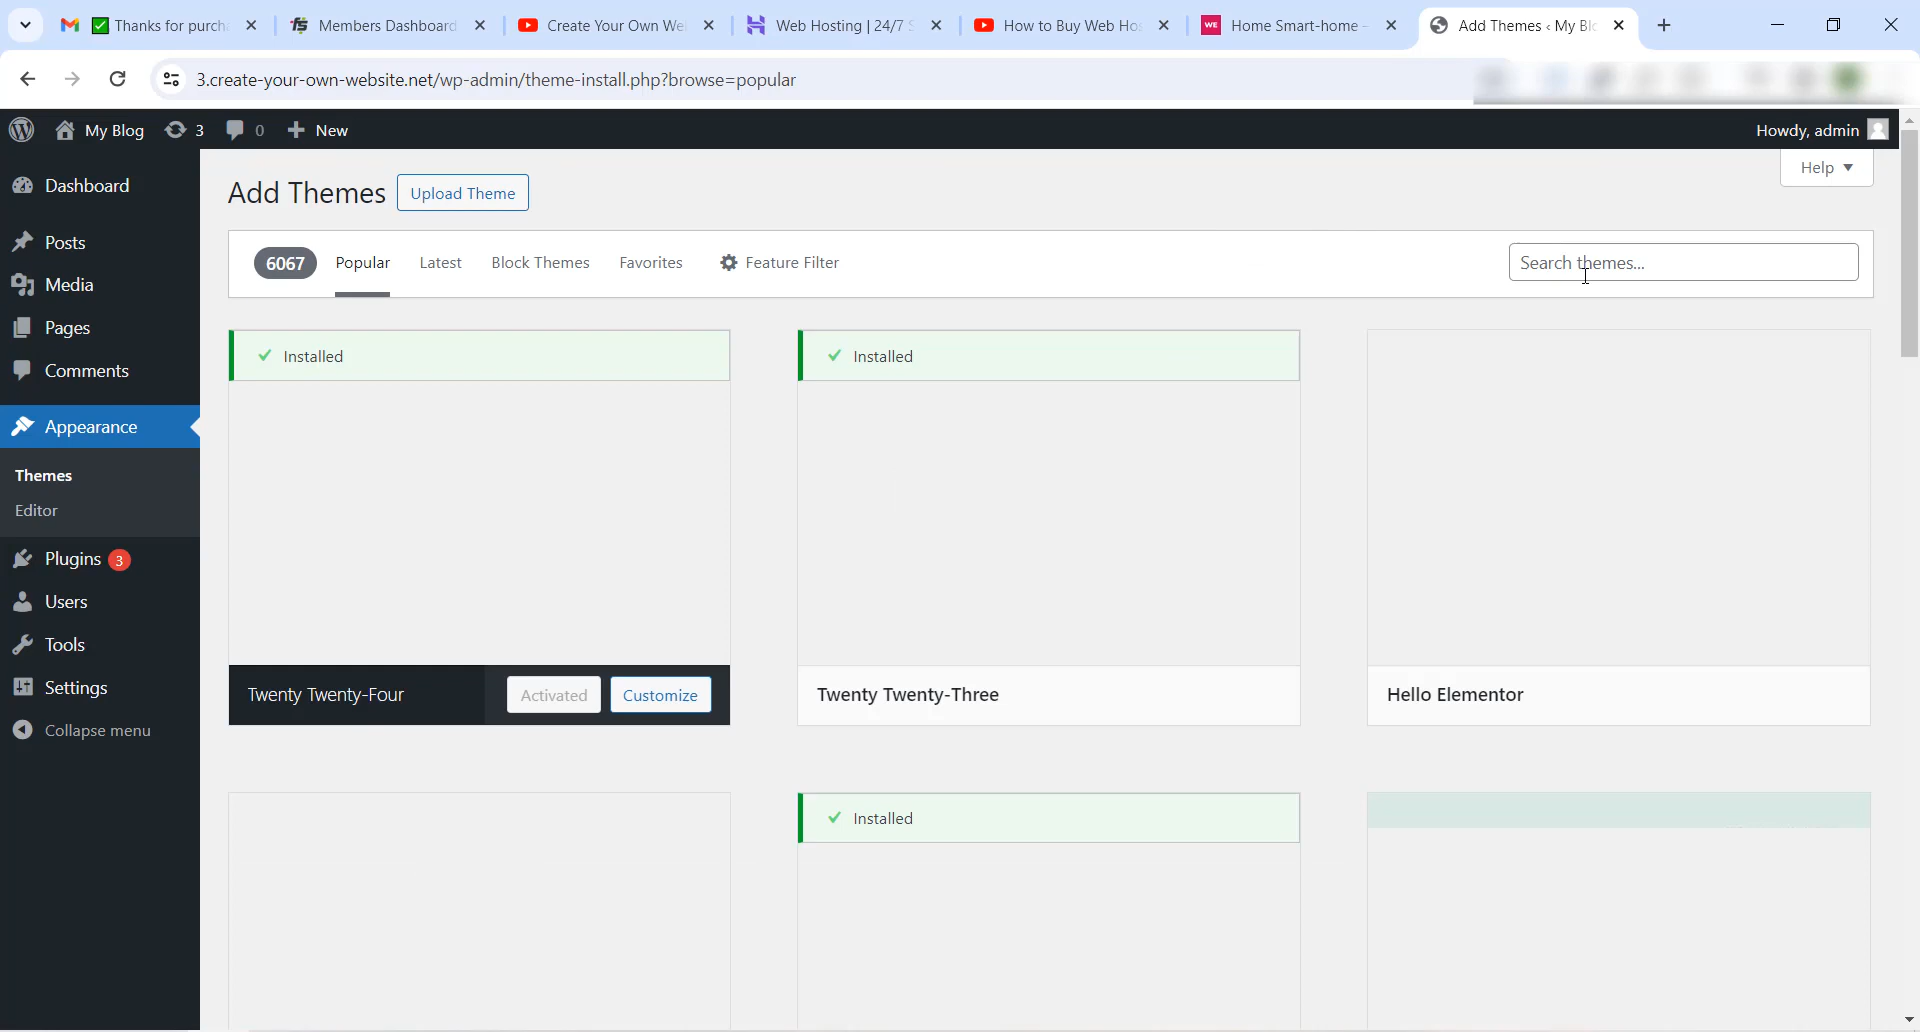 Thanks for purch
Members Dashboard
Create Your Own We
Web Hosting | 24/7 S
How to Buy Web Hos
WE Home Smart-home -
Add Themes ‹ My Blo
3.create-your-own-website.net/wp-admin/theme-install.php?browse=popular
My Blog 3 0 New Howdy, admin
Help
Dashboard
Posts
Media
Pages
Comments
Appearance
Themes
Editor
Plugins 3
Users
Tools
Settings
Collapse menu
Add Themes Upload Theme
6067 Popular Latest Block Themes Favorites Feature Filter Search themes...
Installed
Twenty Twenty-Four Activated Customize
Installed
Twenty Twenty-Three
Hello Elementor
Installed